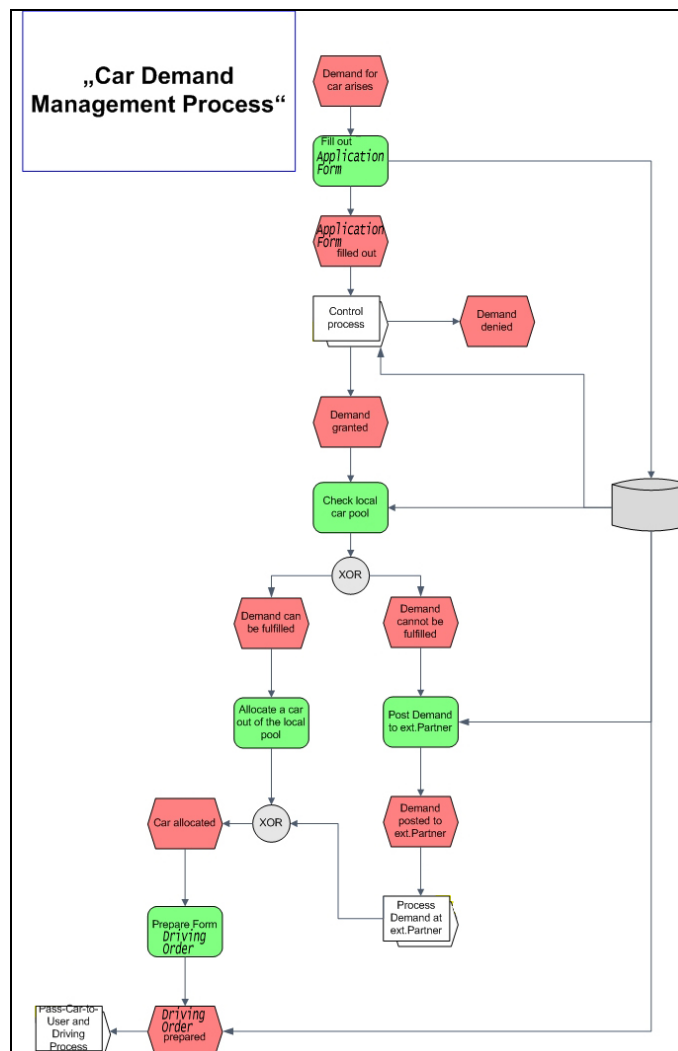 „Car Demand
Management Process“
Demand for
car arises
Fill out
Application
Form
Application
Form
filled out
Control
process
Demand
denied
Demand
granted
Check local
car pool
XOR
Demand can
be fulfilled
Demand
cannot be
fulfilled
Allocate a car
out of the local
pool
Post Demand
to ext.Partner
Car allocated
XOR
Demand
posted to
ext.Partner
Prepare Form
Driving
Order
Process
Demand at
ext.Partner
Pass-Car-to-
User and
Driving
Process
Driving
Order
prepared